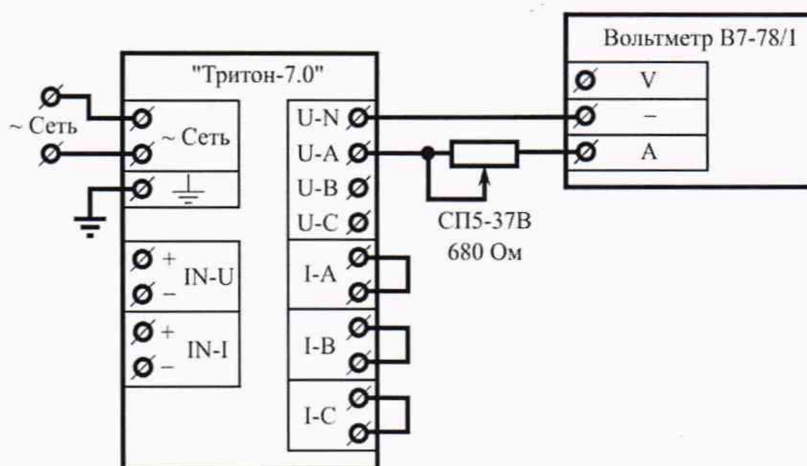 Вольтметр В7-78/1
"Тритон-7.0"
V
–
A
~ Сеть
~ Сеть
U-N
U-A
U-B
U-C
СП5-37В
680 Ом
+
IN-U
–
+
IN-I
–
I-A
I-B
I-C